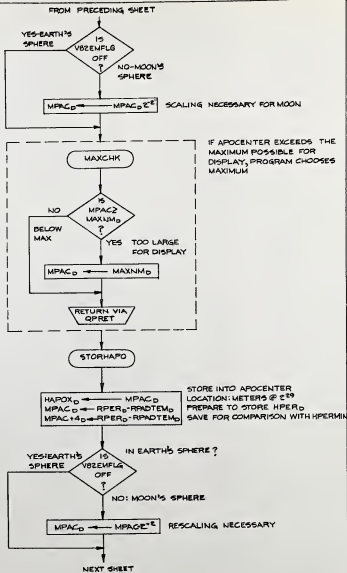 FROM PRECEDING SHEET
YES-EARTH'S
SPHERE
IS
V82EMFLG
OFF
?
NO-MOON'S
SPHERE
MPAC_D ← MPAC_D 2^-2
SCALING NECESSARY FOR MOON
IF APOCENTER EXCEEDS THE
MAXIMUM POSSIBLE FOR
DISPLAY, PROGRAM CHOOSES
MAXIMUM
MAXCHK
NO
IS
MPAC≥
MAXNM_D
?
BELOW
MAX
YES TOO LARGE
FOR DISPLAY
MPAC_D ← MAXNM_D
RETURN VIA
QPRET
STORHAPO
HAPOX_D ← MPAC_D
MPAC_D ← RPER_D-RPADTEM_D
MPAC+4_D ← RPER_D-RPADTEM_D
STORE INTO APOCENTER
LOCATION: METERS @ 2^29
PREPARE TO STORE HPER_D
SAVE FOR COMPARISON WITH HPERMIN
YES:EARTH'S
SPHERE
IN EARTH'S SPHERE ?
IS
V82EMFLG
OFF
?
NO: MOON'S SPHERE
MPAC_D ← MPAC 2^-2
RESCALING NECESSARY
NEXT SHEET